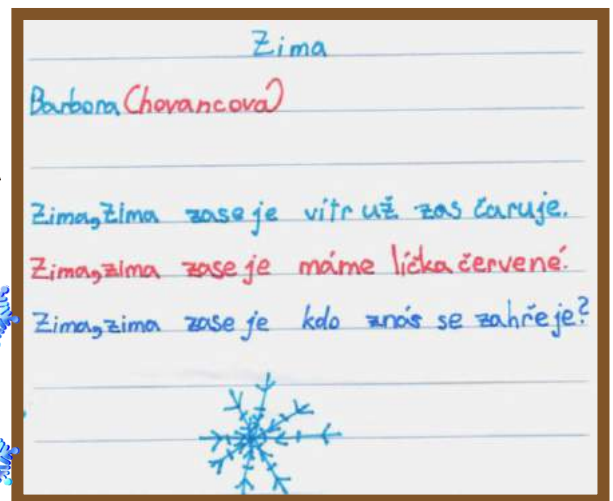 Zima
Barbora Chovancová
Zima, zima zase je vítr už zas čaruje.
Zima, zima zase je máme líčka červené.
Zima, zima zase je kdo znás se zahřeje?